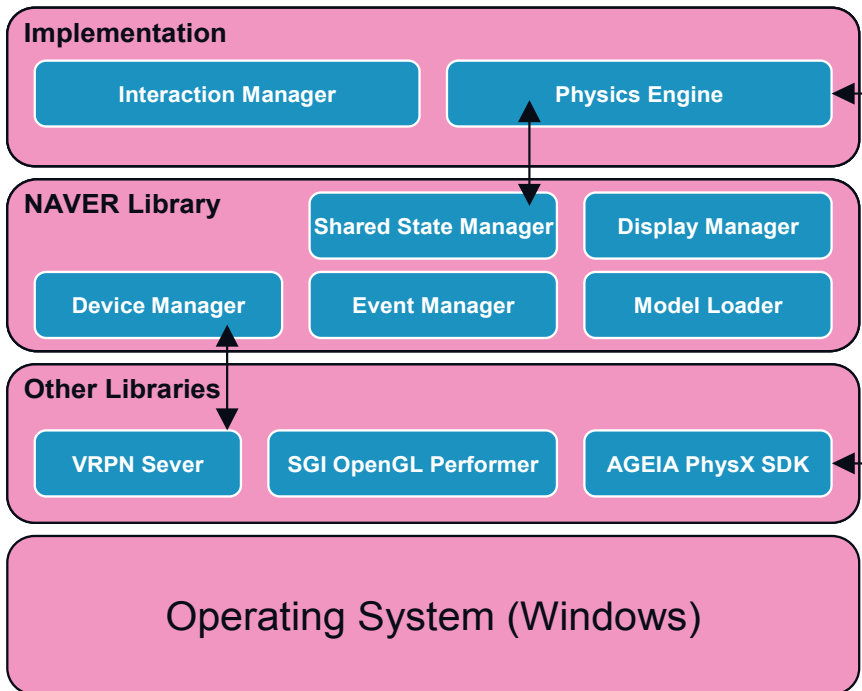 Implementation
Interaction Manager
Physics Engine
NAVER Library
Shared State Manager
Display Manager
Device Manager
Event Manager
Model Loader
Other Libraries
VRPN Sever
SGI OpenGL Performer
AGEIA PhysX SDK
Operating System (Windows)